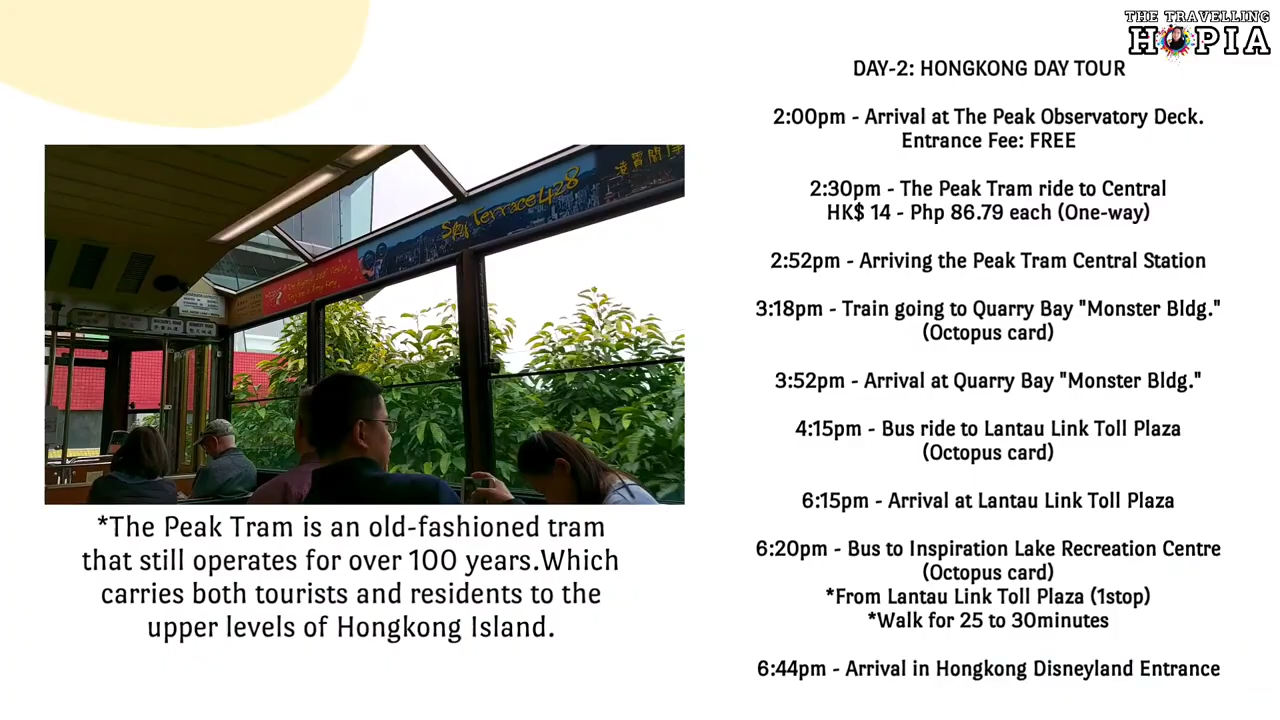 THE TRAVELLING
HOPIA
DAY-2: HONGKONG DAY TOUR
2:00pm - Arrival at The Peak Observatory Deck.
Entrance Fee: FREE
2:30pm - The Peak Tram ride to Central
HK$ 14 - Php 86.79 each (One-way)
2:52pm - Arriving the Peak Tram Central Station
3:18pm - Train going to Quarry Bay "Monster Bldg."
(Octopus card)
3:52pm - Arrival at Quarry Bay "Monster Bldg."
4:15pm - Bus ride to Lantau Link Toll Plaza
(Octopus card)
6:15pm - Arrival at Lantau Link Toll Plaza
6:20pm - Bus to Inspiration Lake Recreation Centre
(Octopus card)
*From Lantau Link Toll Plaza (1stop)
*Walk for 25 to 30minutes
6:44pm - Arrival in Hongkong Disneyland Entrance
Sky Terrace 428
凌霄閣
*The Peak Tram is an old-fashioned tram
that still operates for over 100 years.Which
carries both tourists and residents to the
upper levels of Hongkong Island.